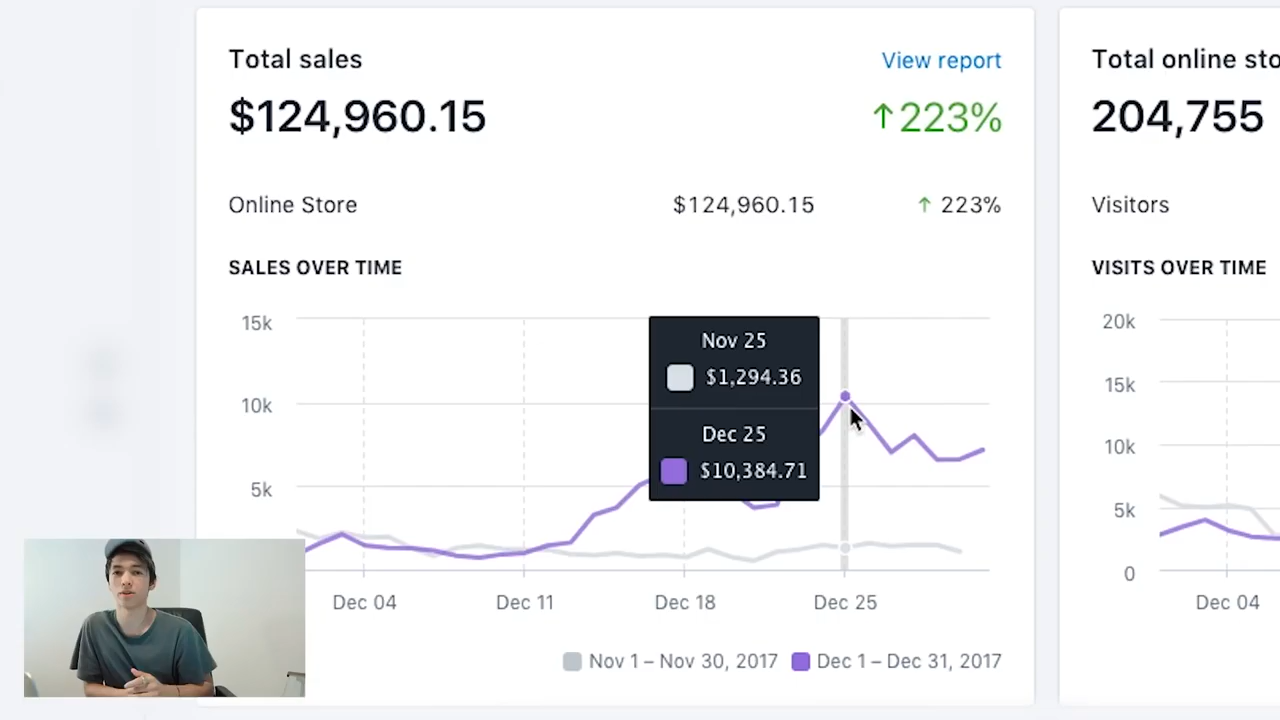 Total sales
View report
$124,960.15
↑223%
Online Store
$124,960.15
↑ 223%
SALES OVER TIME
15k
10k
5k
Nov 25
$1,294.36
Dec 25
$10,384.71
Dec 04
Dec 11
Dec 18
Dec 25
Nov 1 – Nov 30, 2017
Dec 1 – Dec 31, 2017
Total online
204,755
Visitors
VISITS OVER TIME
20k
15k
10k
5k
0
Dec 04